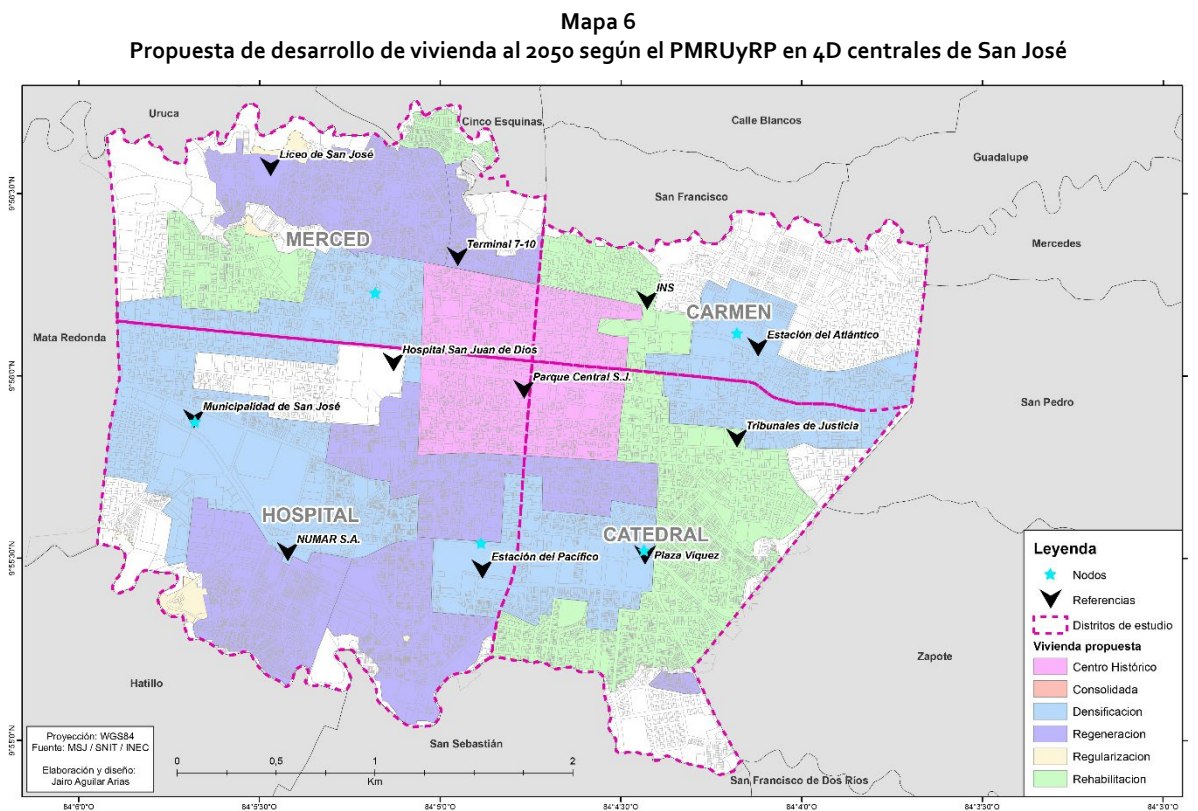 Mapa 6
Propuesta de desarrollo de vivienda al 2050 según el PMRUyRP en 4D centrales de San José
Uruca
Cinco Esquinas
Calle Blancos
Guadalupe
Liceo de San José
San Francisco
9°56'30"N
MERCED
Terminal 7-10
Mercedes
INS
CARMEN
Estación del Atlántico
Mata Redonda
Hospital San Juan de Dios
9°56'0"N
Parque Central S.J.
San Pedro
Municipalidad de San José
Tribunales de Justicia
HOSPITAL
NUMAR S.A.
CATEDRAL
Estación del Pacífico
Plaza Víquez
9°55'30"N
Leyenda
Nodos
Referencias
Distritos de estudio
Vivienda propuesta
Centro Histórico
Consolidada
Densificacion
Regeneracion
Regularizacion
Rehabilitacion
Zapote
Hatillo
San Sebastián
San Francisco de Dos Ríos
9°55'0"N
Proyección: WGS84
Fuente: MSJ / SNIT / INEC
Elaboración y diseño:
Jairo Aguilar Arias
0 0,5 1 2
Km
84°6'0"O 84°5'30"O 84°5'0"O 84°4'30"O 84°4'0"O 84°3'30"O 84°3'0"O